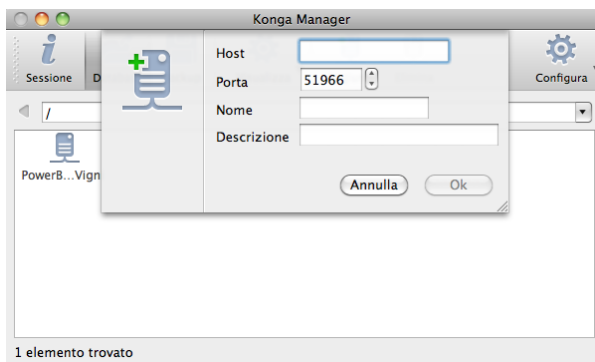 Konga Manager
Sessione
D
Configura
Host
Porta 51966
Nome
Descrizione
Annulla Ok
/
PowerB...Vign
1 elemento trovato